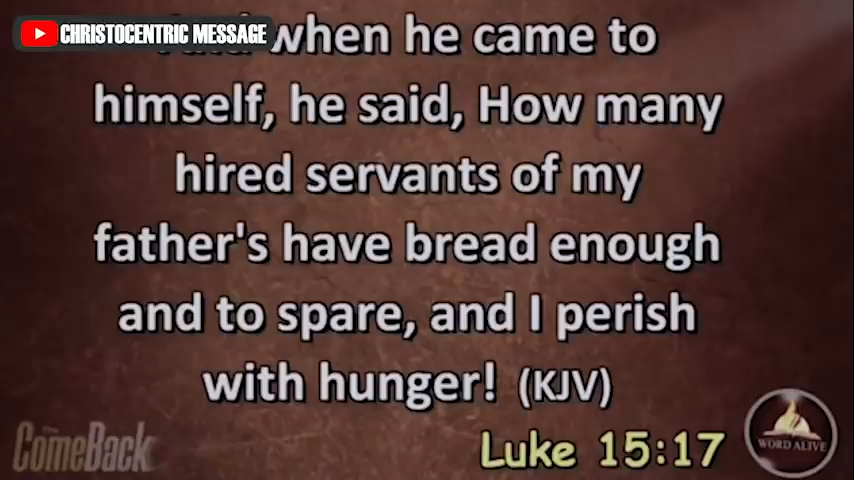 CHRISTOCENTRIC MESSAGE
when he came to
himself, he said, How many
hired servants of my
father's have bread enough
and to spare, and I perish
with hunger! (KJV)
Luke 15:17
The
ComeBack
WORD ALIVE